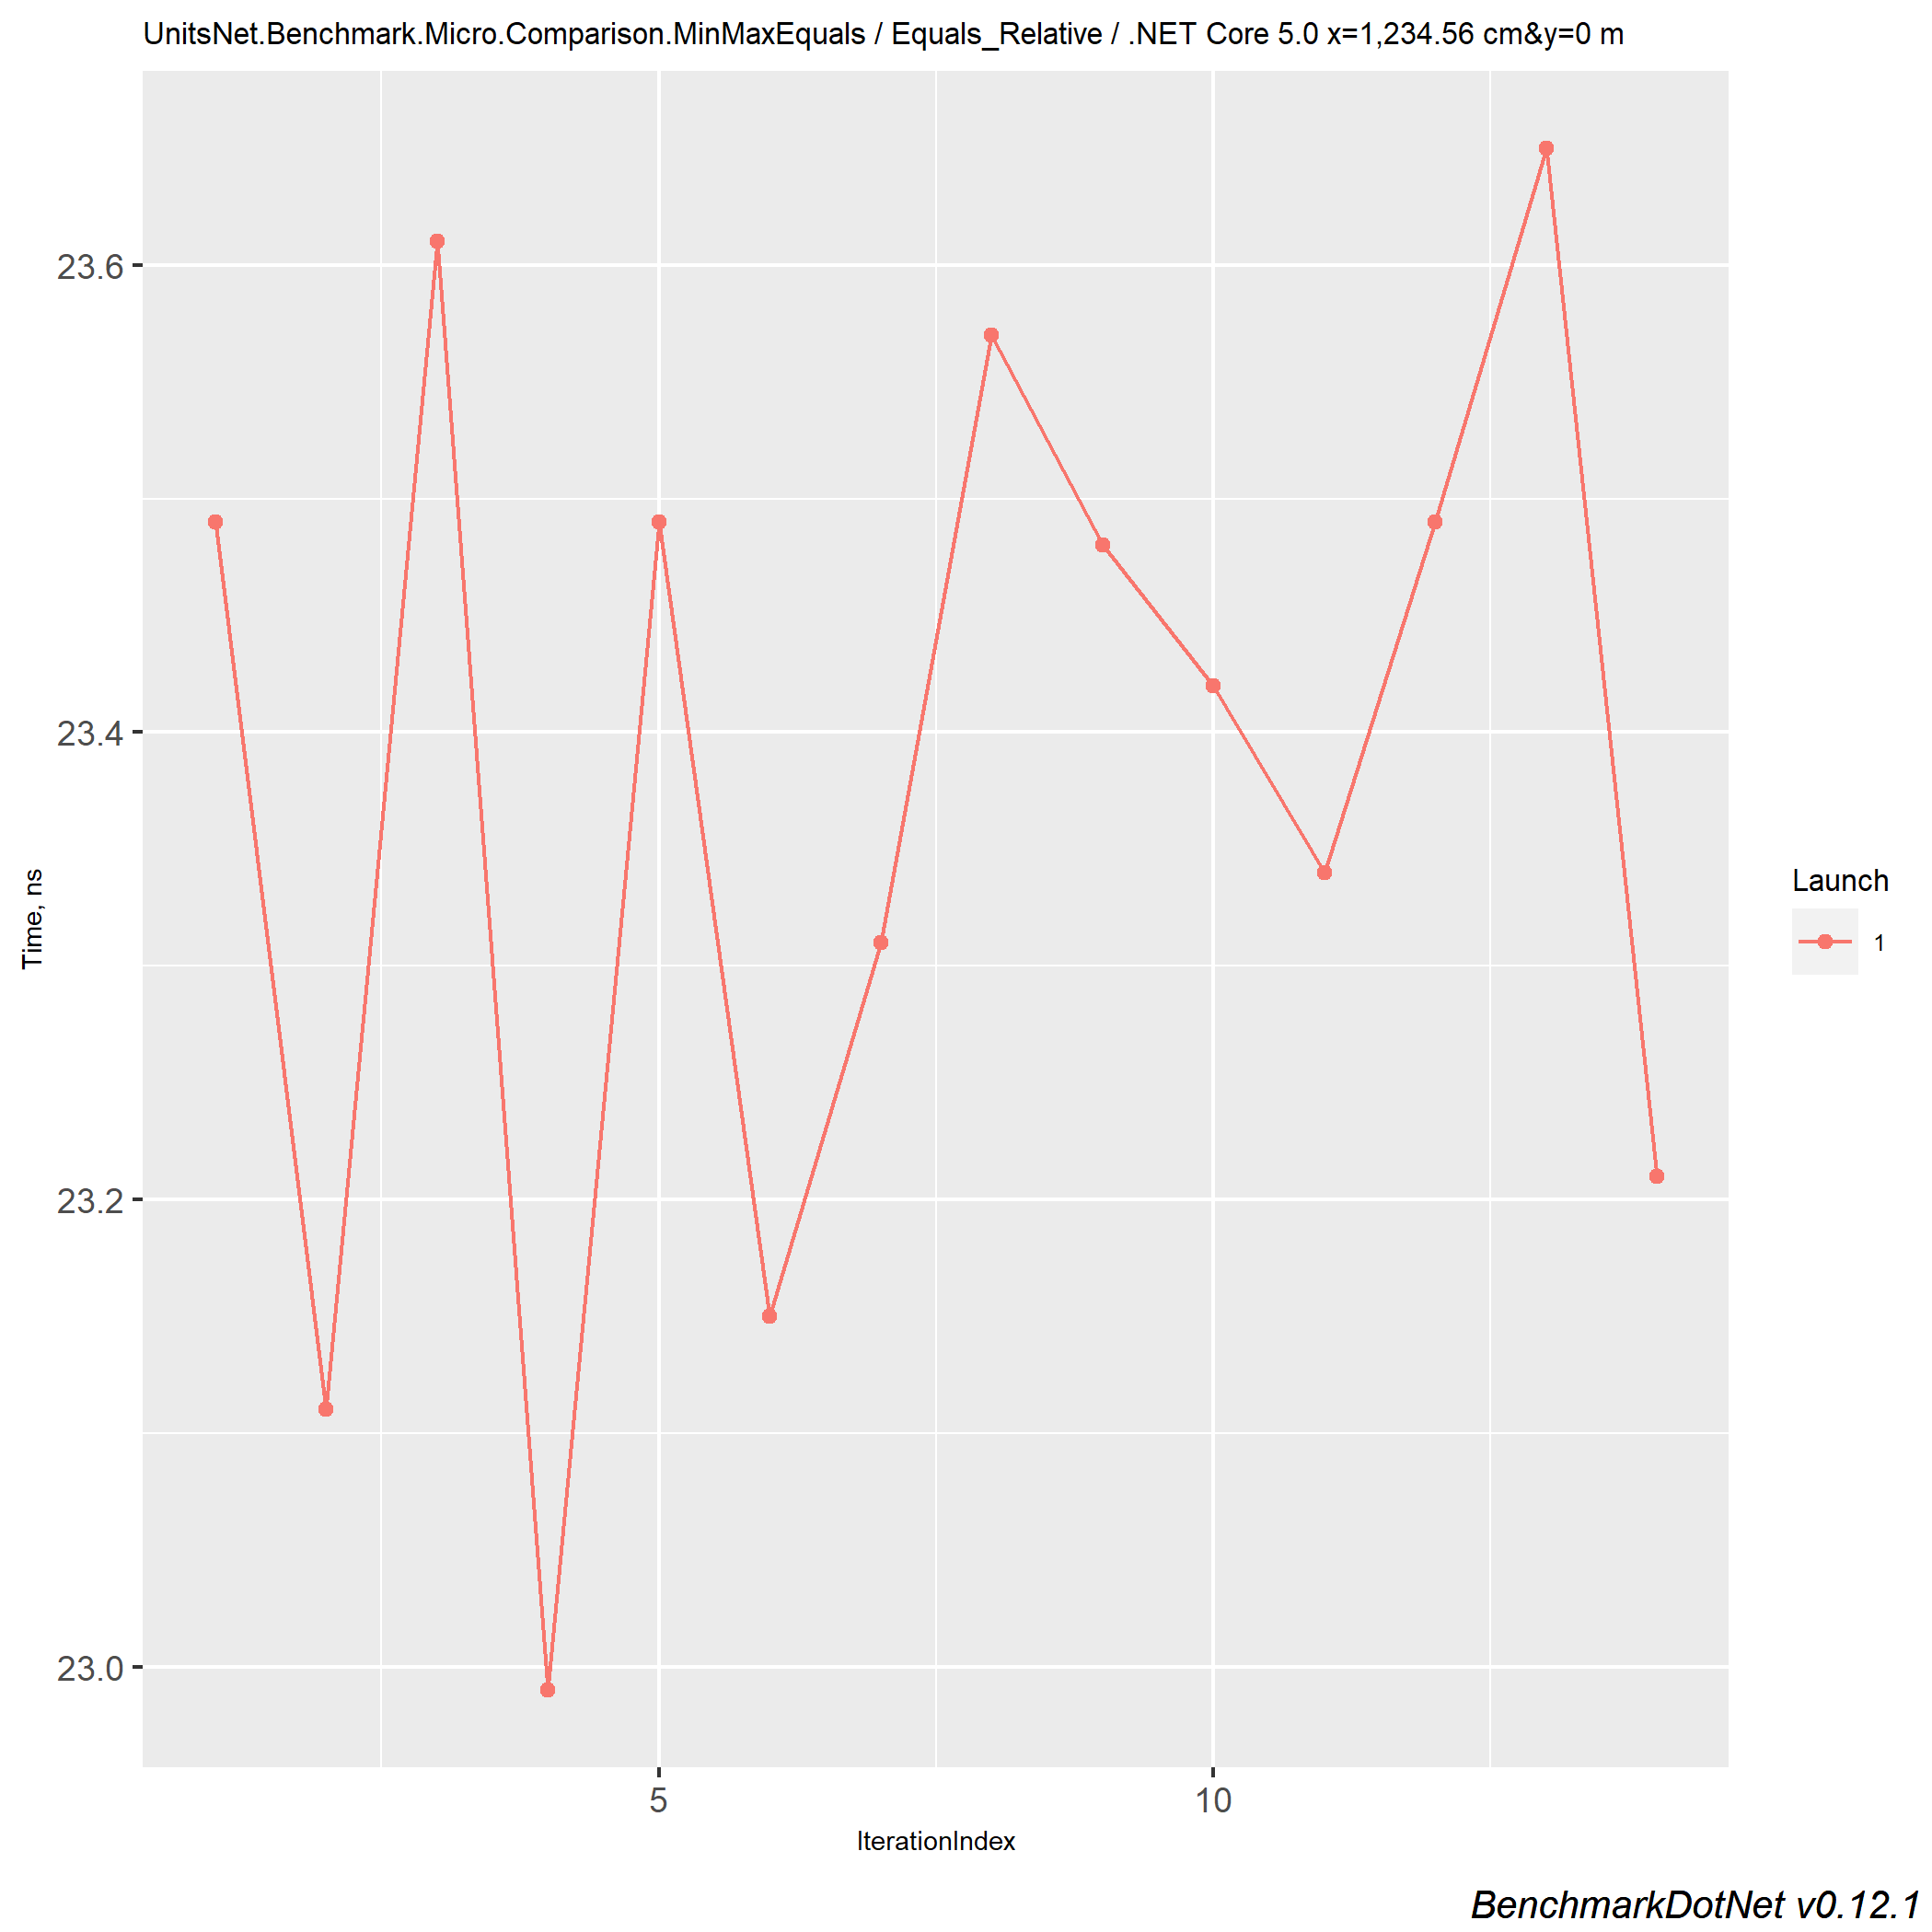 UnitsNet.Benchmark.Micro.Comparison.MinMaxEquals / Equals_Relative / .NET Core 5.0 x=1,234.56 cm&y=0 m
23.6
23.4
23.2
23.0
Time, ns
5
10
IterationIndex
Launch
1
BenchmarkDotNet v0.12.1